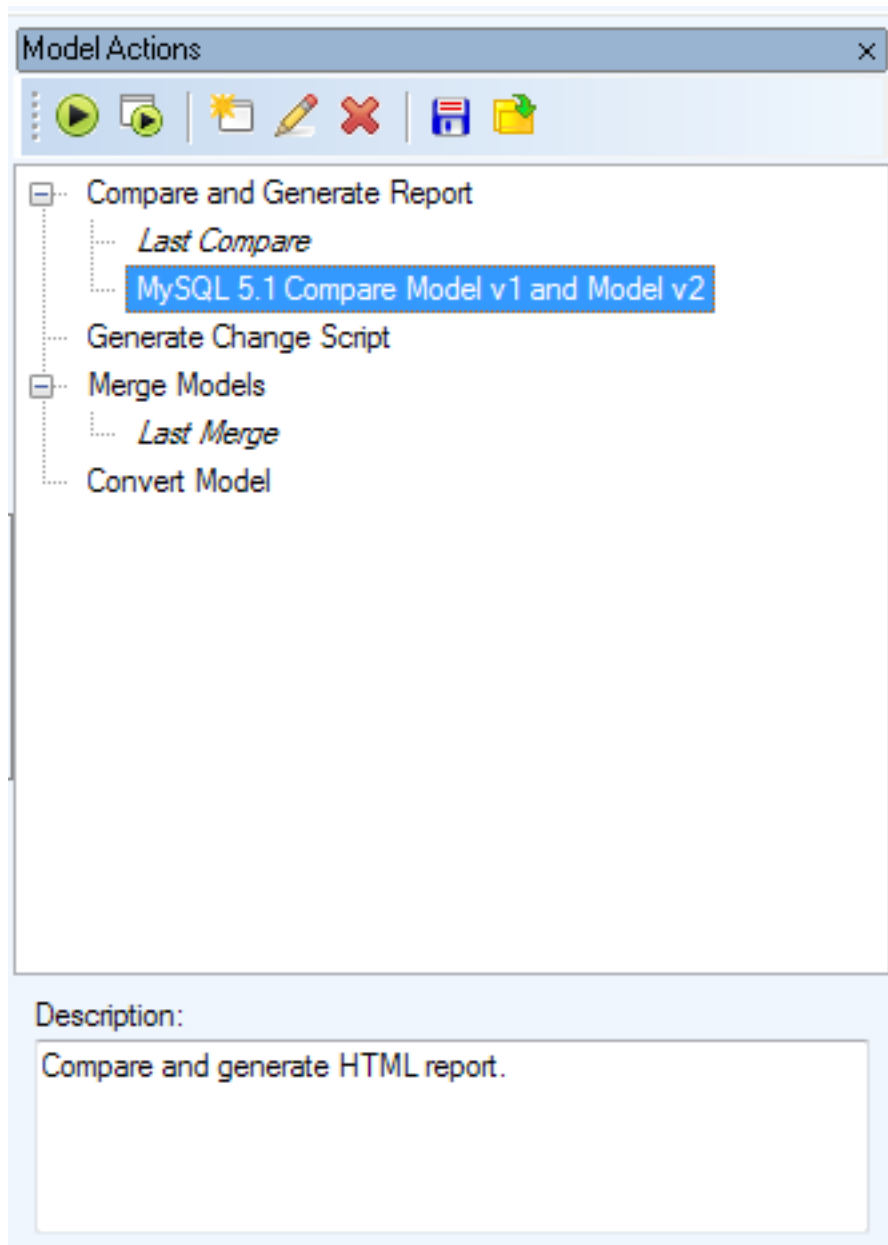 Model Actions
Compare and Generate Report
Last Compare
MySQL 5.1 Compare Model v1 and Model v2
Generate Change Script
Merge Models
Last Merge
Convert Model
Description:
Compare and generate HTML report.